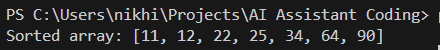 PS C:\Users\nikhi\Projects\AI Assistant Coding>
Sorted array: [11, 12, 22, 25, 34, 64, 90]